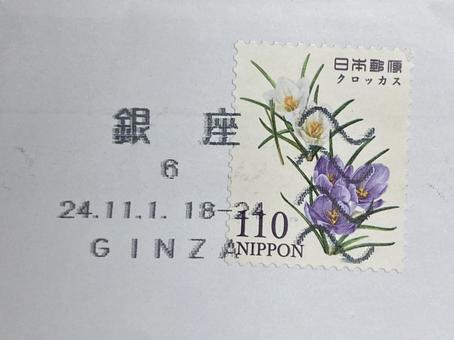 銀座
6
24.11.1. 18-24
GINZA
日本郵便
クロッカス
110
NIPPON